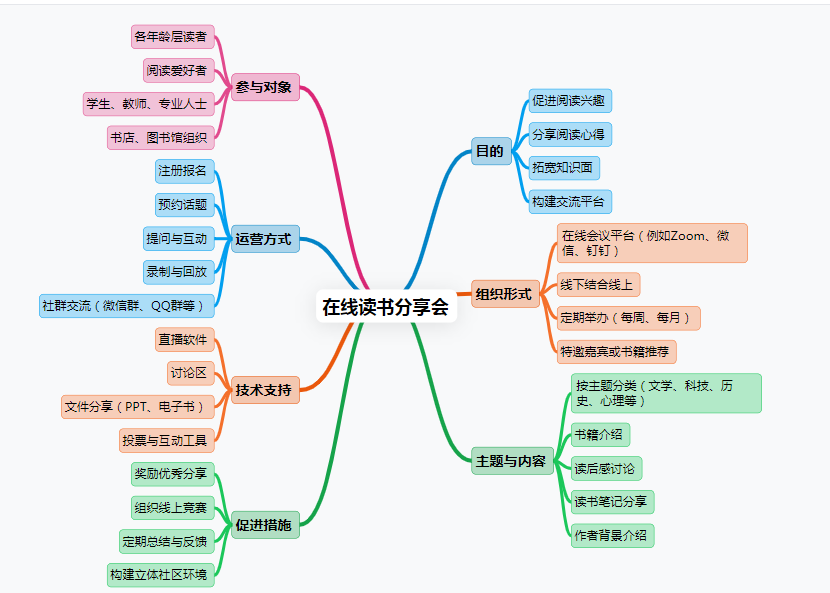 在线读书分享会
目的
促进阅读兴趣
分享阅读心得
拓宽知识面
构建交流平台
组织形式
在线会议平台（例如Zoom、微
信、钉钉）
线下结合线上
定期举办（每周、每月）
特邀嘉宾或书籍推荐
主题与内容
按主题分类（文学、科技、历
史、心理等）
书籍介绍
读后感讨论
读书笔记分享
作者背景介绍
参与对象
各年龄层读者
阅读爱好者
学生、教师、专业人士
书店、图书馆组织
运营方式
注册报名
预约话题
提问与互动
录制与回放
社群交流（微信群、QQ群等）
技术支持
直播软件
讨论区
文件分享（PPT、电子书）
投票与互动工具
促进措施
奖励优秀分享
组织线上竞赛
定期总结与反馈
构建立体社区环境